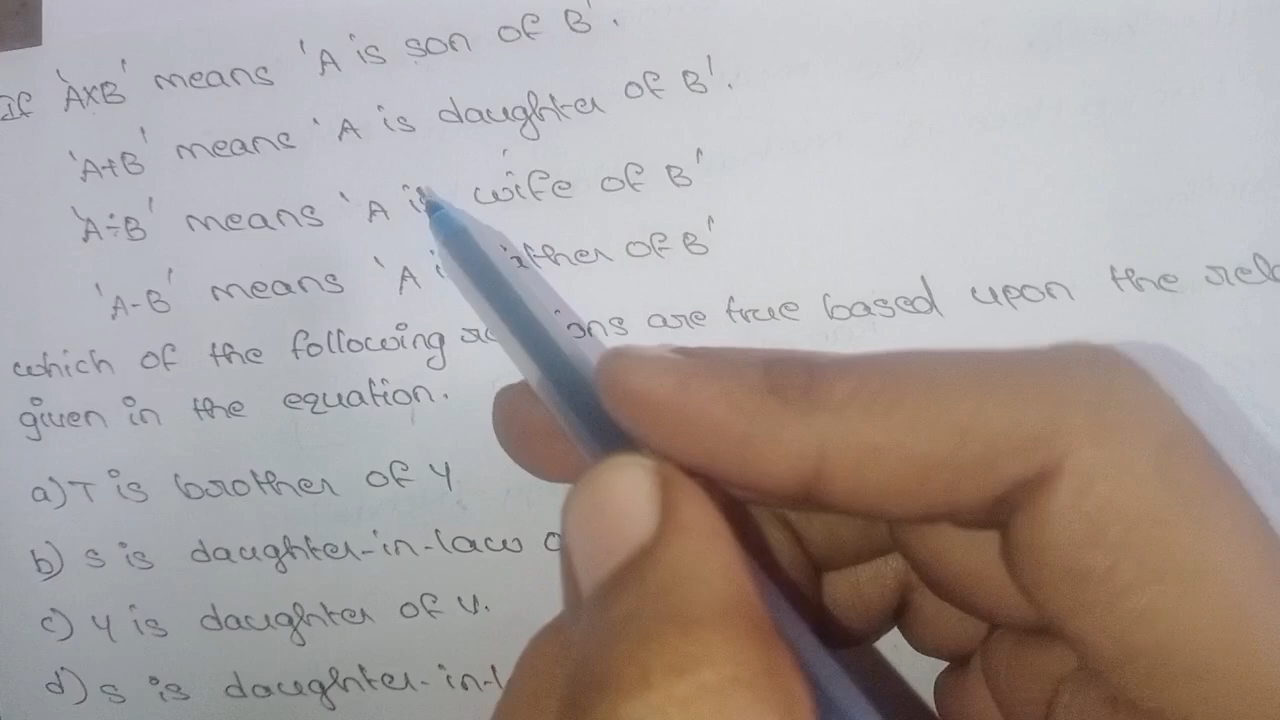 If 'A×B' means 'A is son of B'.
'A+B' means 'A is daughter of B'.
'A÷B' means 'A is wife of B'
'A-B' means 'A of B'
which of the following are true based upon the
given in the equation.
a) T is brother of Y
b) S is daughter-in-law
c) Y is daughter of U.
d) S is daughter-in-l